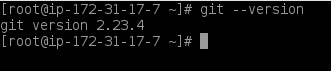 [root@ip-172-31-17-7 ~]# git --version
git version 2.23.4
[root@ip-172-31-17-7 ~]#